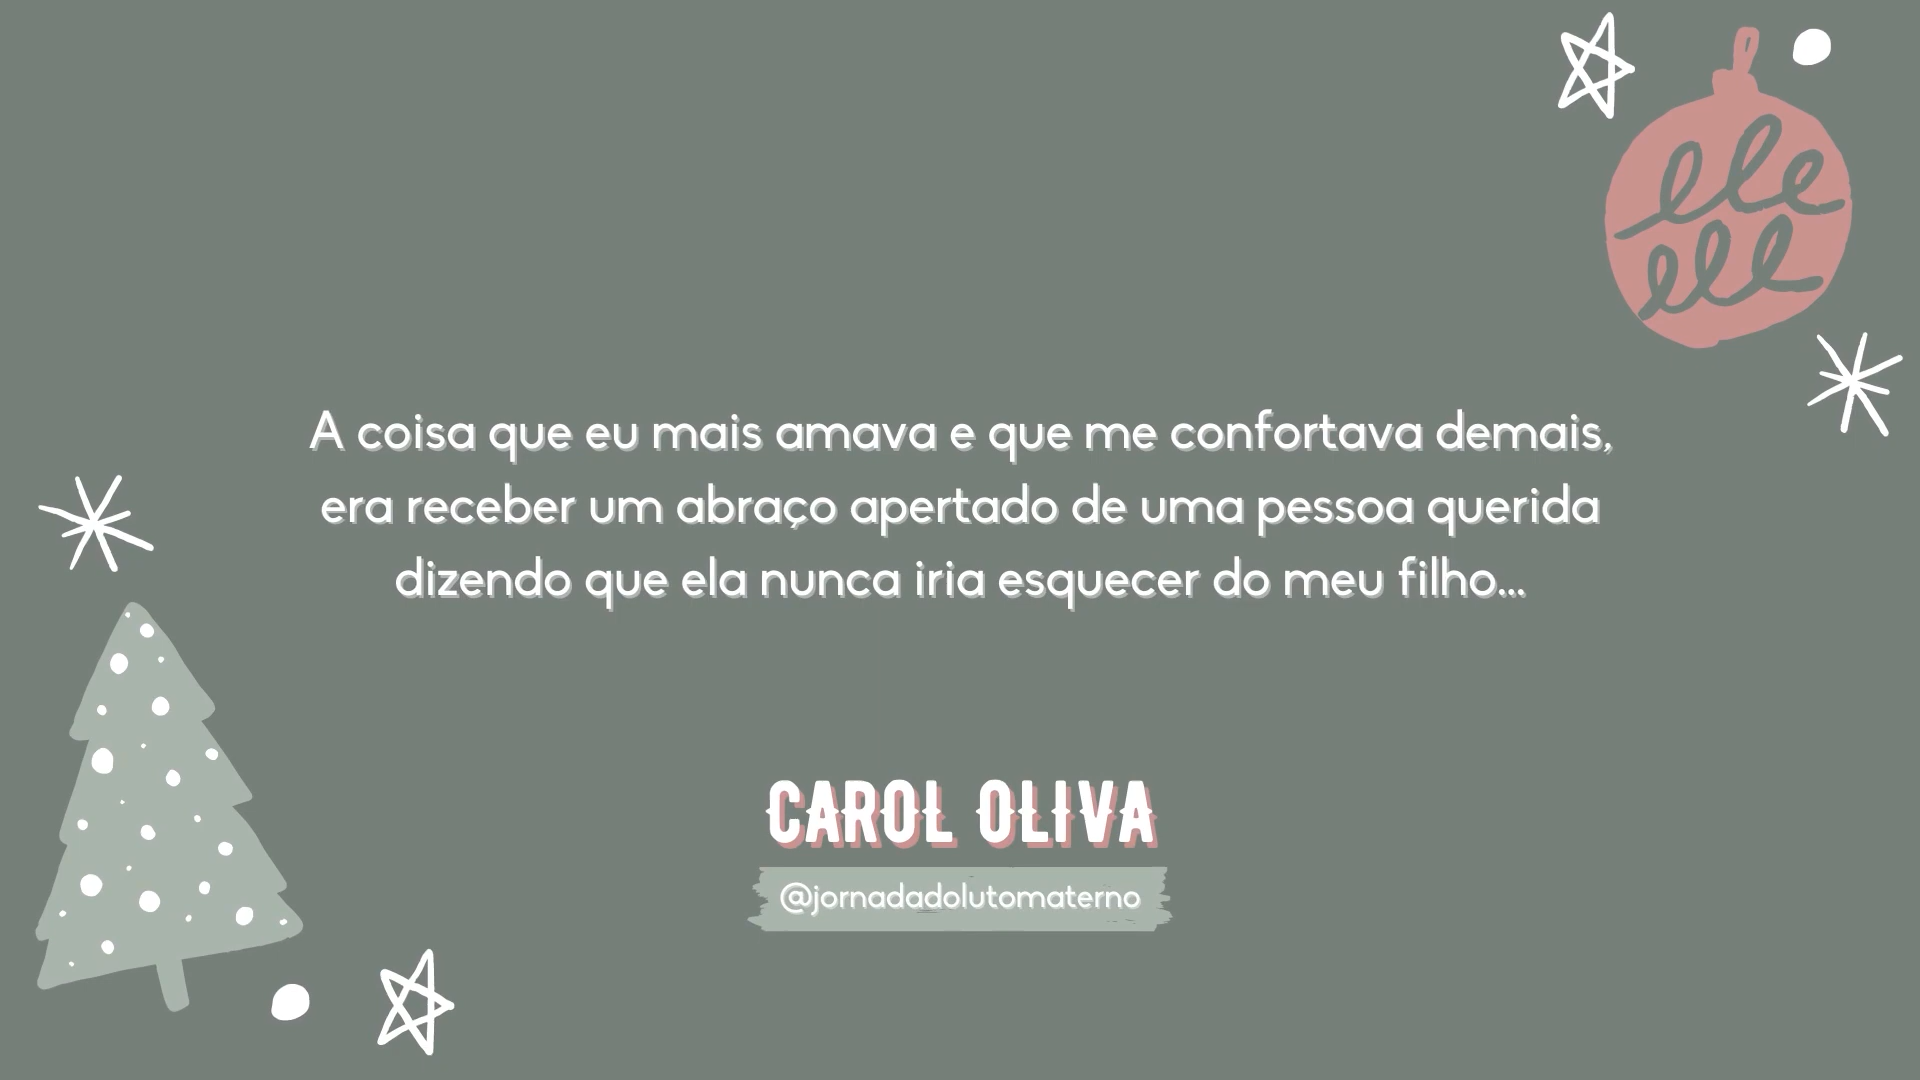 A coisa que eu mais amava e que me confortava demais,
era receber um abraço apertado de uma pessoa querida
dizendo que ela nunca iria esquecer do meu filho...
CAROL OLIVA
@jornadadolutomaterno